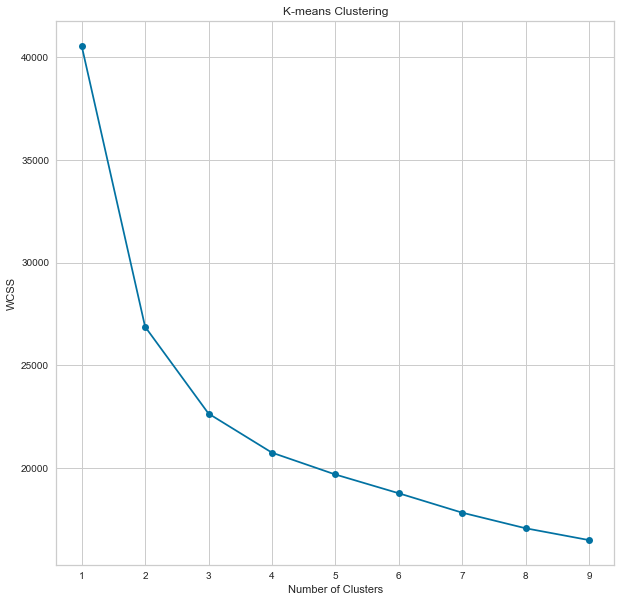 K-means Clustering
40000
35000
30000
25000
20000
WCSS
1 2 3 4 5 6 7 8 9
Number of Clusters